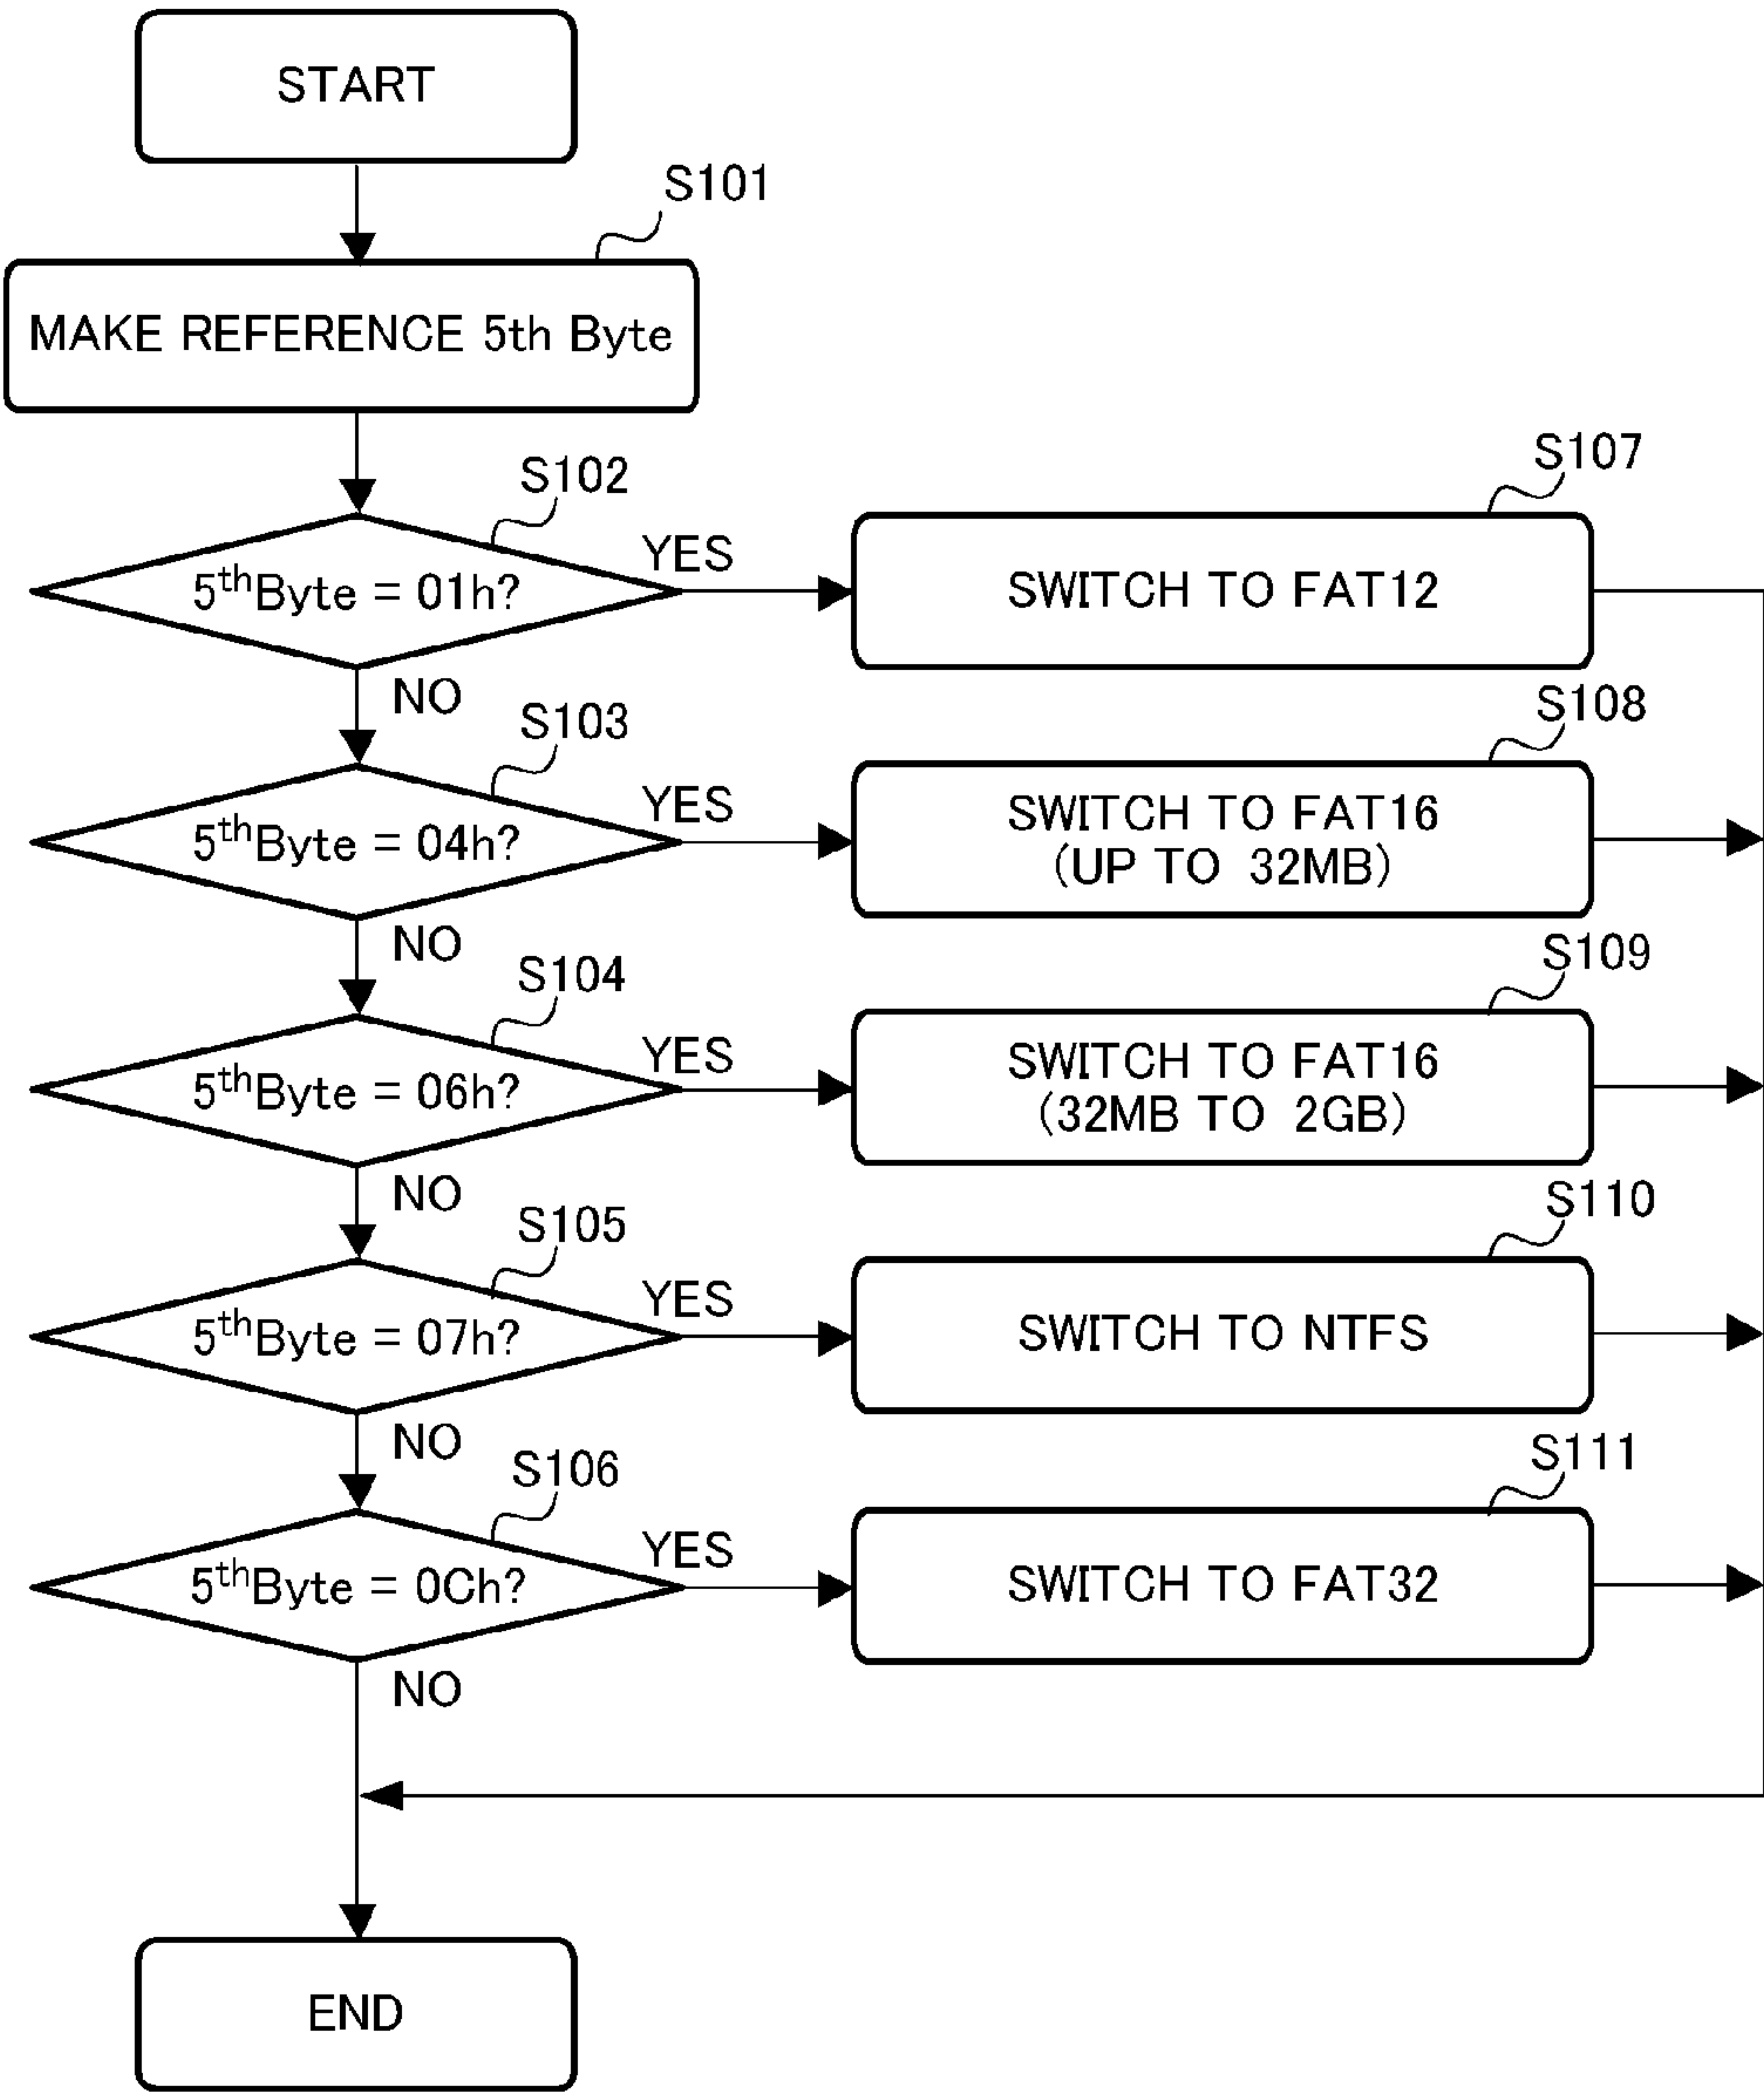 START
S101
MAKE REFERENCE 5th Byte
S102
5thByte = 01h?
YES
NO
S107
SWITCH TO FAT12
S103
5thByte = 04h?
YES
NO
S108
SWITCH TO FAT16
(UP TO 32MB)
S104
5thByte = 06h?
YES
NO
S109
SWITCH TO FAT16
(32MB TO 2GB)
S105
5thByte = 07h?
YES
NO
S110
SWITCH TO NTFS
S106
5thByte = 0Ch?
YES
NO
S111
SWITCH TO FAT32
END